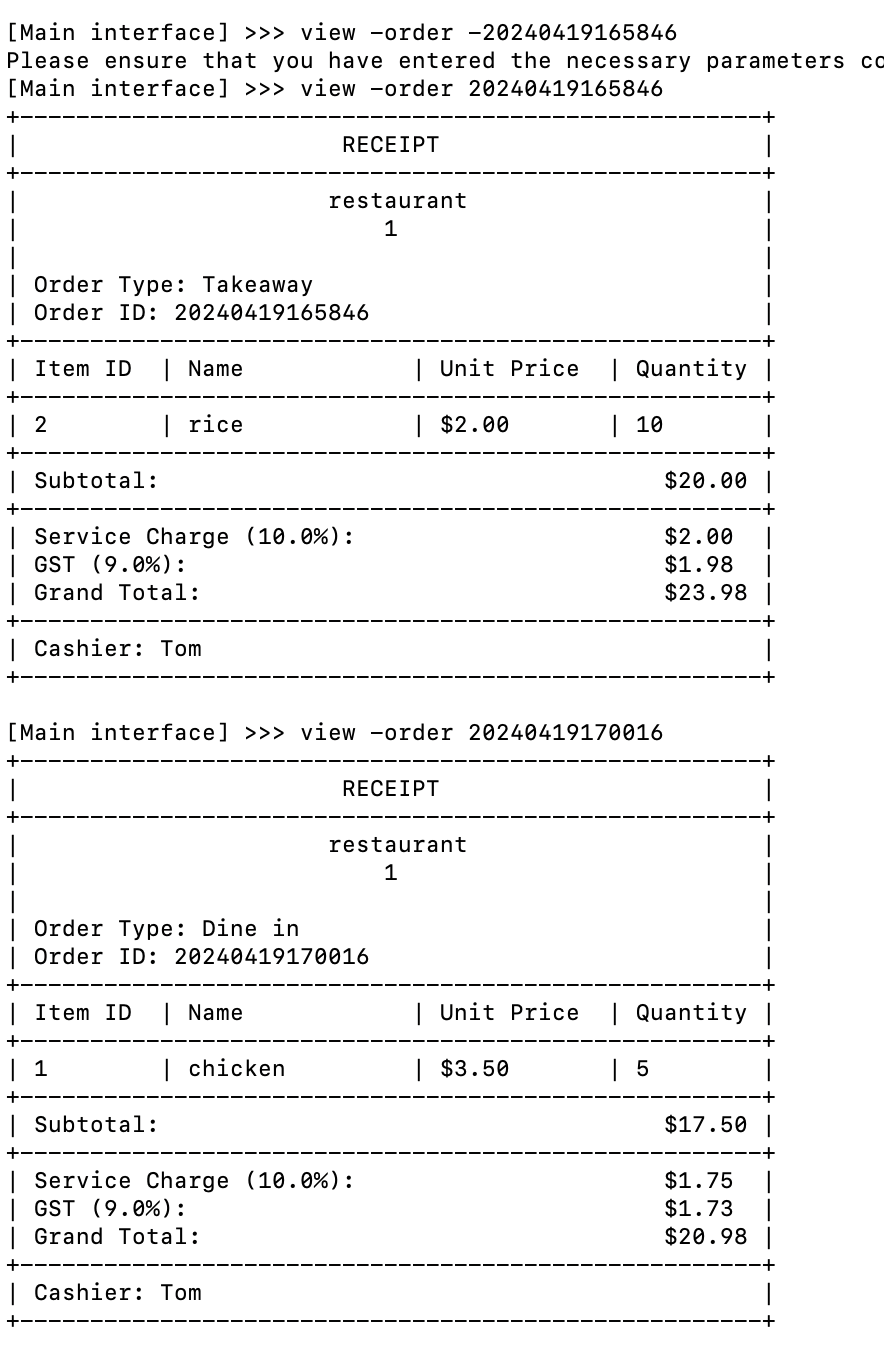 [Main interface] >>> view -order -20240419165846
Please ensure that you have entered the necessary parameters
[Main interface] >>> view -order 20240419165846
+-----------------------------------------------------+
|                       RECEIPT                       |
+-----------------------------------------------------+
|                      restaurant                     |
|                          1                          |
|                                                     |
| Order Type: Takeaway                                |
| Order ID: 20240419165846                            |
+-----------------------------------------------------+
| Item ID  | Name            | Unit Price  | Quantity |
+-----------------------------------------------------+
| 2        | rice            | $2.00       | 10       |
+-----------------------------------------------------+
| Subtotal:                                    $20.00 |
+-----------------------------------------------------+
| Service Charge (10.0%):                      $2.00  |
| GST (9.0%):                                  $1.98  |
| Grand Total:                                 $23.98 |
+-----------------------------------------------------+
| Cashier: Tom                                        |
+-----------------------------------------------------+
[Main interface] >>> view -order 20240419170016
+-----------------------------------------------------+
|                       RECEIPT                       |
+-----------------------------------------------------+
|                      restaurant                     |
|                          1                          |
|                                                     |
| Order Type: Dine in                                 |
| Order ID: 20240419170016                            |
+-----------------------------------------------------+
| Item ID  | Name            | Unit Price  | Quantity |
+-----------------------------------------------------+
| 1        | chicken         | $3.50       | 5        |
+-----------------------------------------------------+
| Subtotal:                                    $17.50 |
+-----------------------------------------------------+
| Service Charge (10.0%):                      $1.75  |
| GST (9.0%):                                  $1.73  |
| Grand Total:                                 $20.98 |
+-----------------------------------------------------+
| Cashier: Tom                                        |
+-----------------------------------------------------+